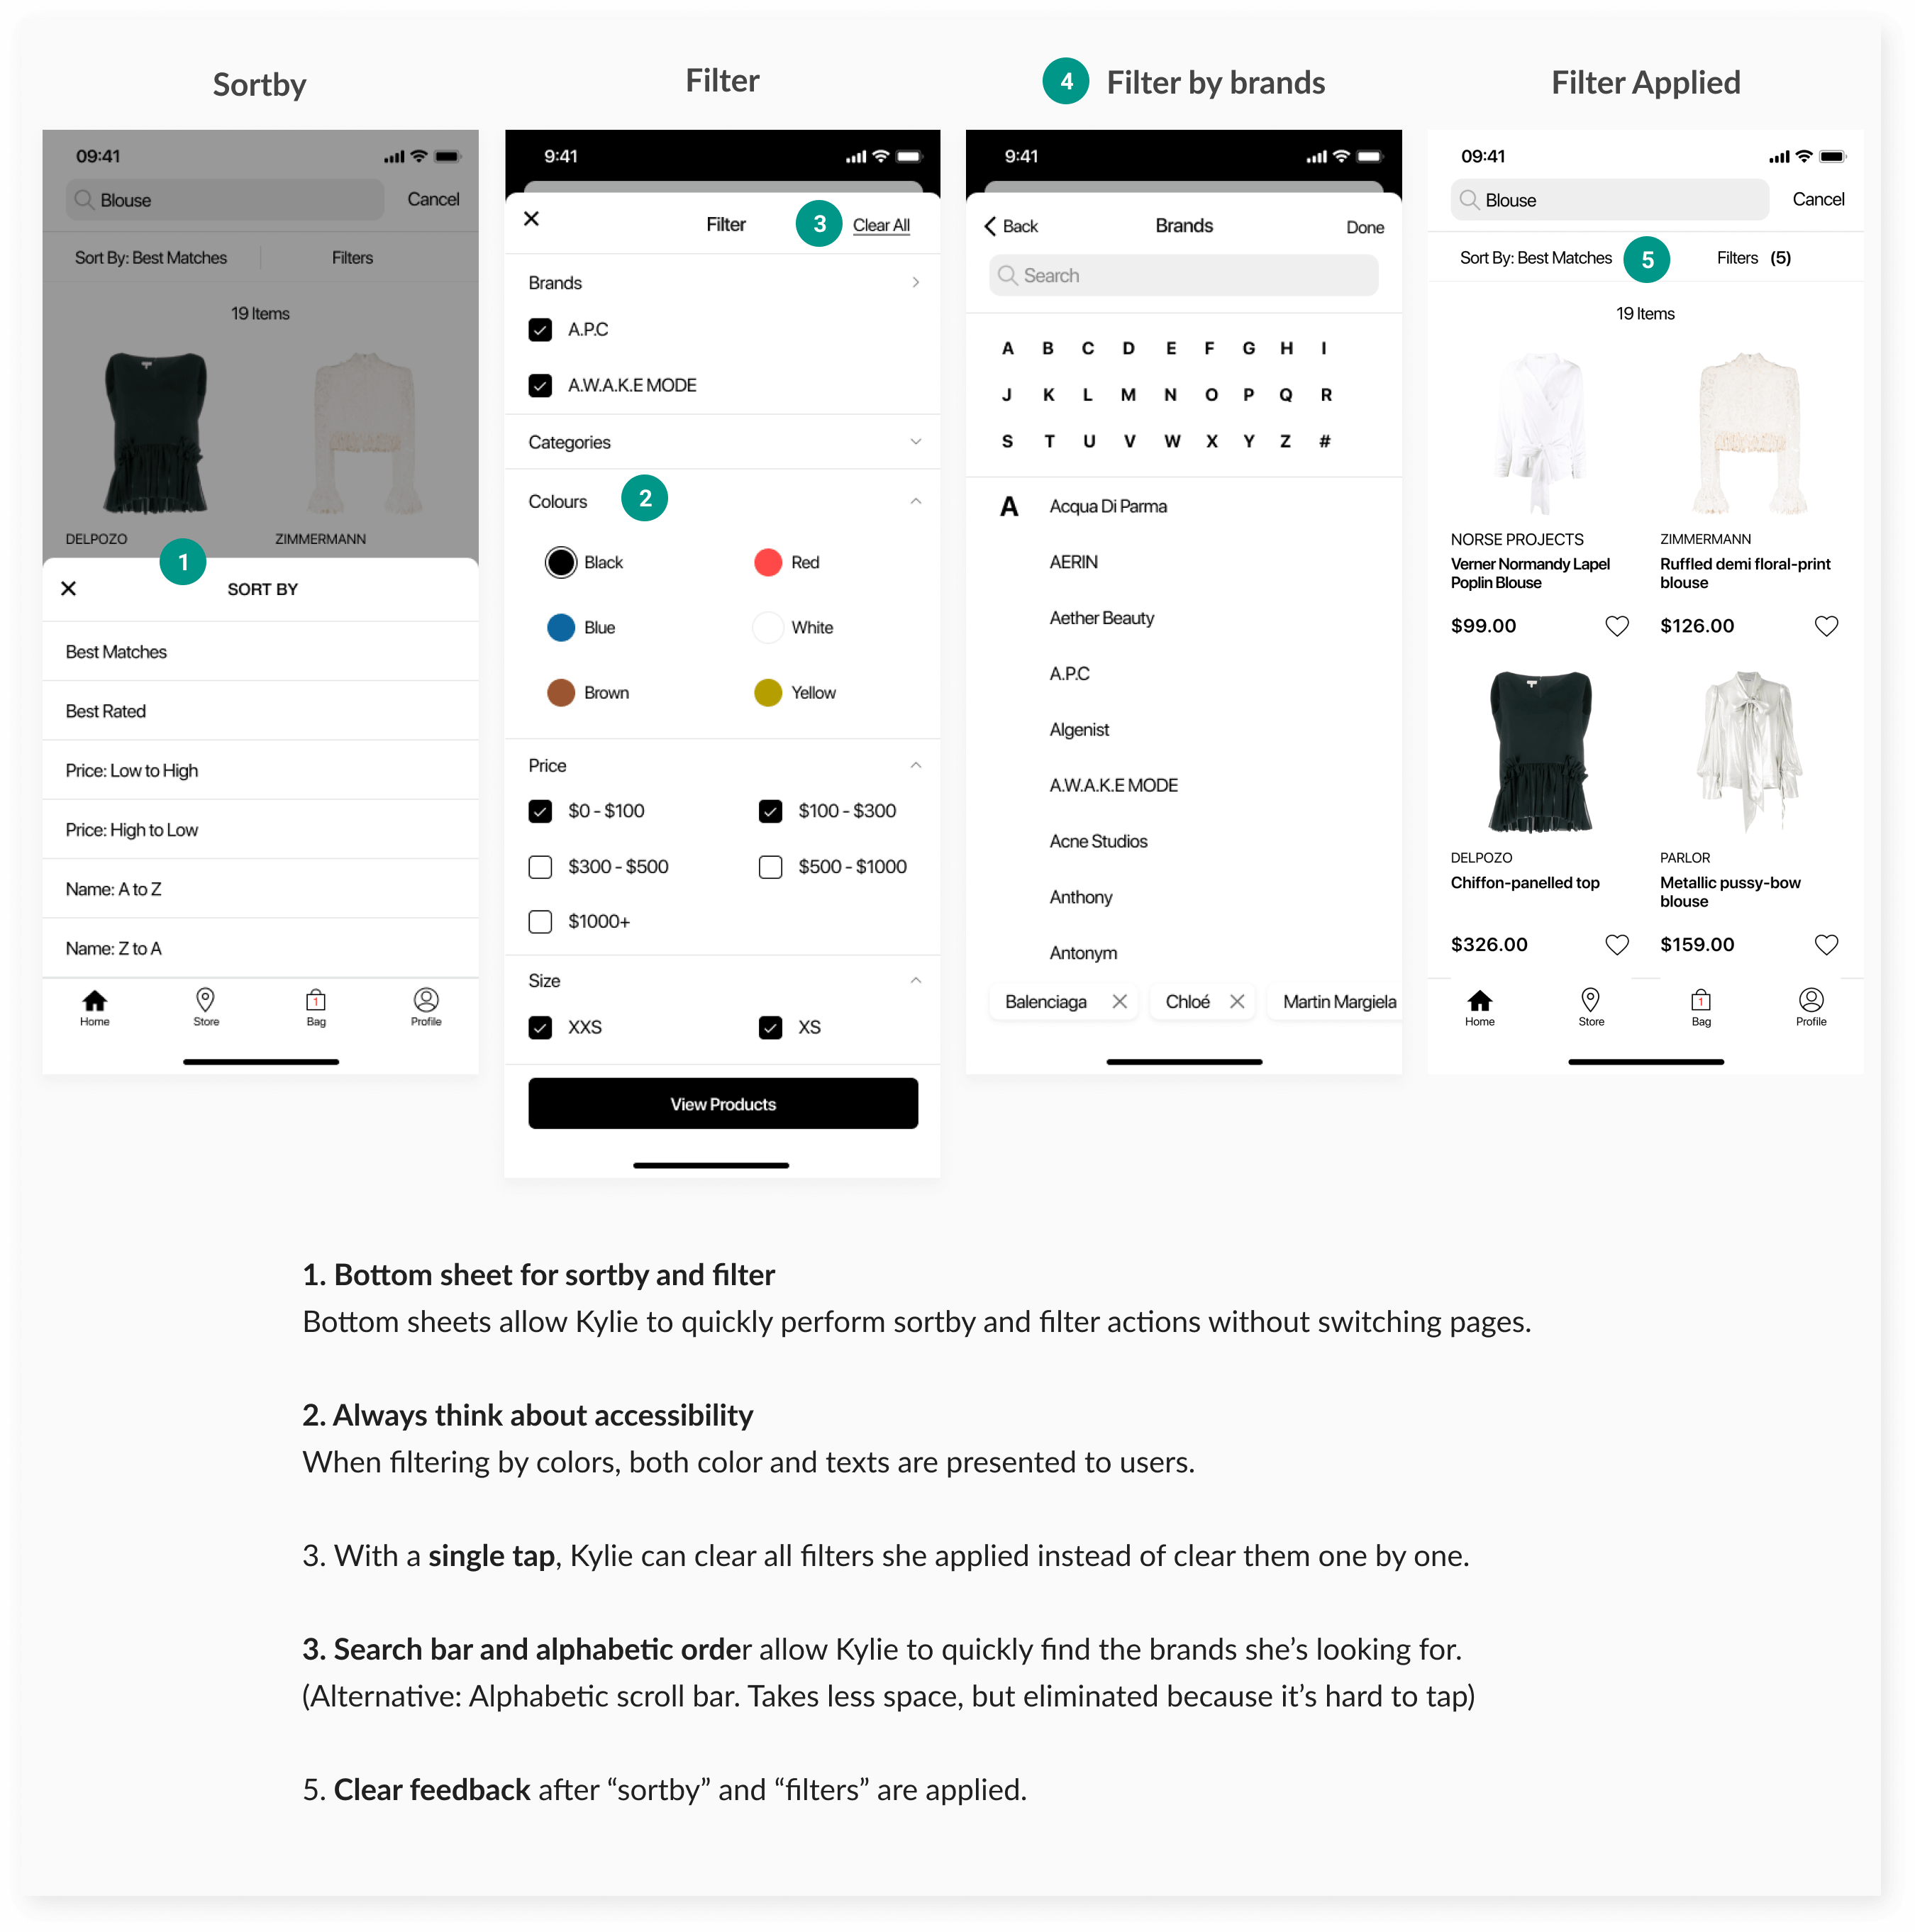 Sortby
09:41
Blouse
Cancel
Sort By: Best Matches
Filters
19 Items
DELPOZO
ZIMMERMANN
1
SORT BY
Best Matches
Best Rated
Price: Low to High
Price: High to Low
Name: A to Z
Name: Z to A
1
Home
Store
Bag
Profile
Filter
9:41
Filter
3
Clear All
Brands
A.P.C
A.W.A.K.E MODE
Categories
Colours
2
Black
Red
Blue
White
Brown
Yellow
Price
$0 - $100
$100 - $300
$300 - $500
$500 - $1000
$1000+
Size
XXS
XS
View Products
4
Filter by brands
9:41
Back
Brands
Done
Search
A B C D E F G H I
J K L M N O P Q R
S T U V W X Y Z #
A
Acqua Di Parma
AERIN
Aether Beauty
A.P.C
Algenist
A.W.A.K.E MODE
Acne Studios
Anthony
Antonym
Balenciaga
Chloé
Martin Margiela
Filter Applied
09:41
Blouse
Cancel
Sort By: Best Matches
5
Filters (5)
19 Items
NORSE PROJECTS
Verner Normandy Lapel
Poplin Blouse
$99.00
ZIMMERMANN
Ruffled demi floral-print
blouse
$126.00
DELPOZO
Chiffon-panelled top
$326.00
PARLOR
Metallic pussy-bow
blouse
$159.00
1
Home
Store
Bag
Profile
1. Bottom sheet for sortby and filter
Bottom sheets allow Kylie to quickly perform sortby and filter actions without switching pages.
2. Always think about accessibility
When filtering by colors, both color and texts are presented to users.
3. With a single tap, Kylie can clear all filters she applied instead of clear them one by one.
3. Search bar and alphabetic order allow Kylie to quickly find the brands she’s looking for.
(Alternative: Alphabetic scroll bar. Takes less space, but eliminated because it’s hard to tap)
5. Clear feedback after “sortby” and “filters” are applied.